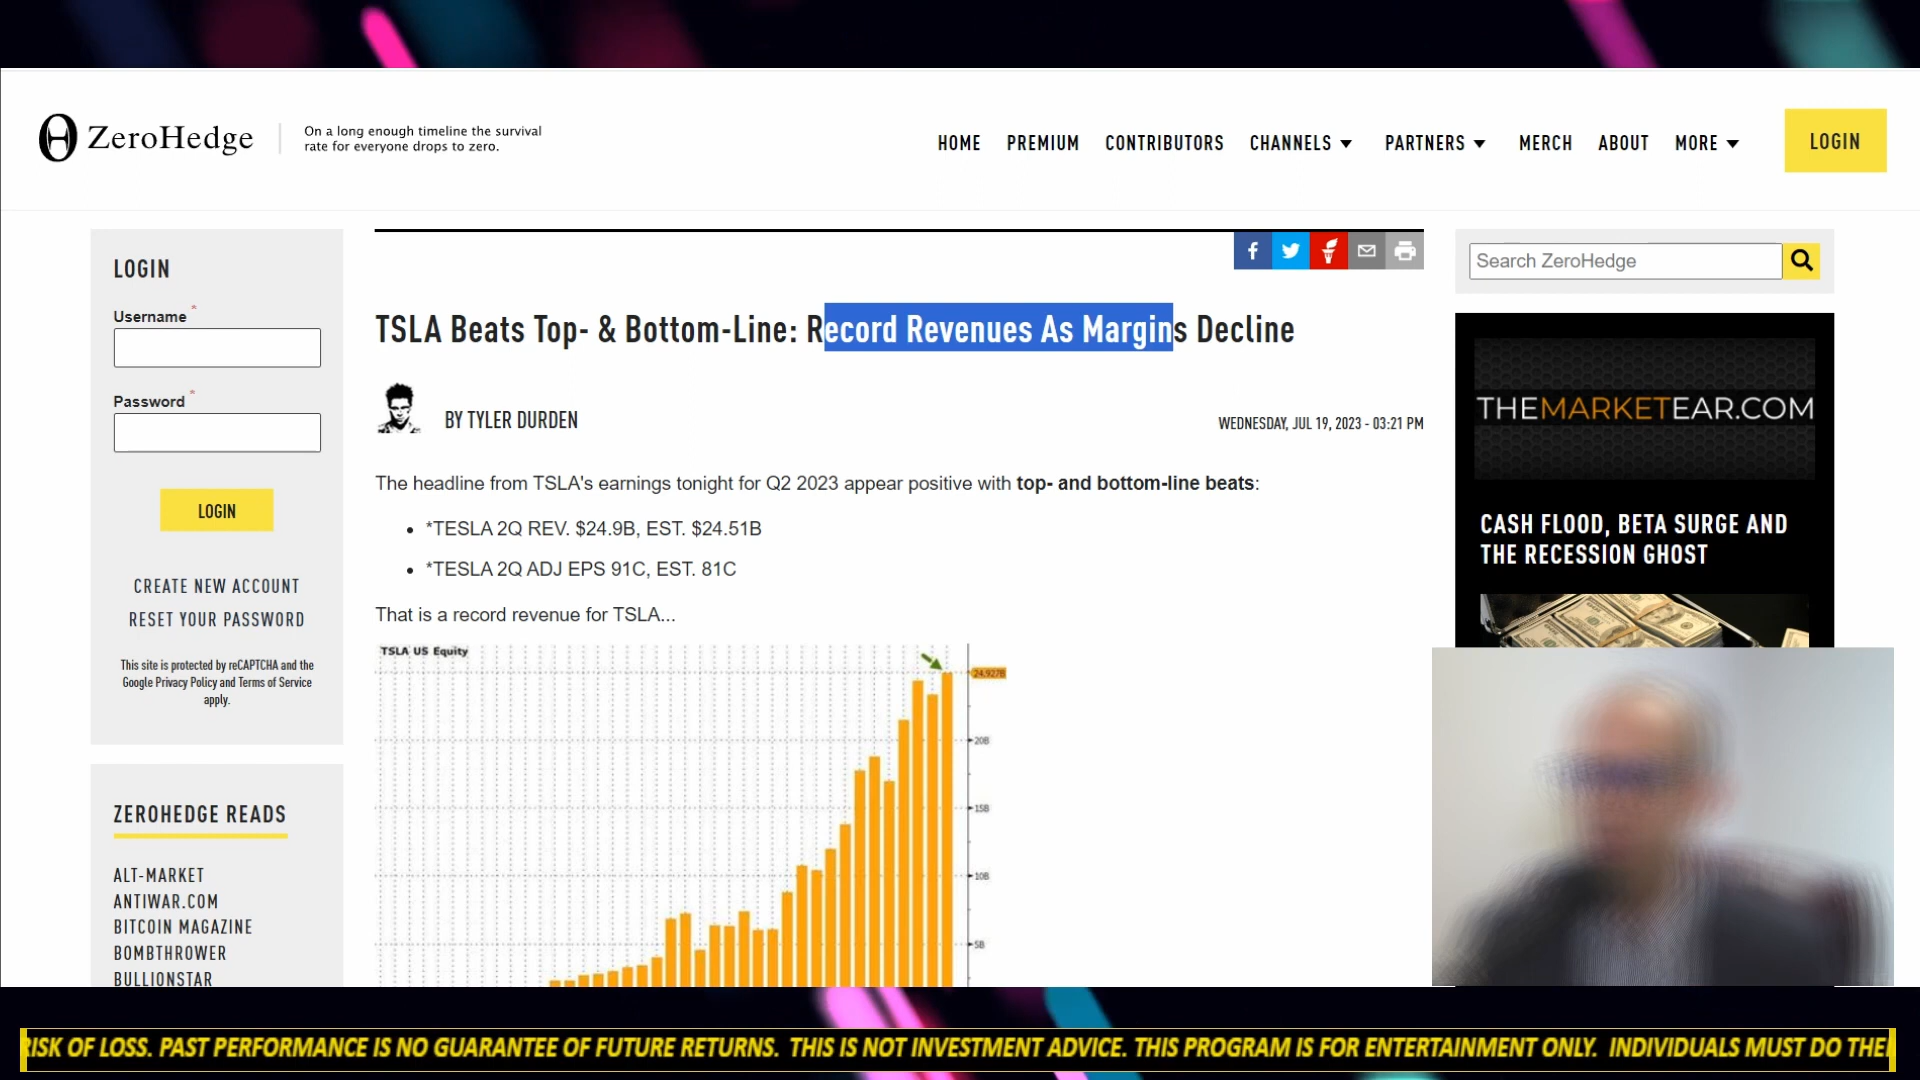 ZeroHedge
On a long enough timeline the survival
rate for everyone drops to zero.
HOME PREMIUM CONTRIBUTORS CHANNELS PARTNERS MERCH ABOUT MORE
LOGIN
LOGIN
Username *
Password *
LOGIN
CREATE NEW ACCOUNT
RESET YOUR PASSWORD
This site is protected by reCAPTCHA and the
Google Privacy Policy and Terms of Service
apply.
ZEROHEDGE READS
ALT-MARKET
ANTIWAR.COM
BITCOIN MAGAZINE
BOMBTHROWER
BULLIONSTAR
TSLA Beats Top- & Bottom-Line: Record Revenues As Margins Decline
BY TYLER DURDEN
WEDNESDAY, JUL 19, 2023 - 03:21 PM
The headline from TSLA's earnings tonight for Q2 2023 appear positive with top- and bottom-line beats:
• *TESLA 2Q REV. $24.9B, EST. $24.51B
• *TESLA 2Q ADJ EPS 91C, EST. 81C
That is a record revenue for TSLA...
TSLA US Equity
24.927B
20B
15B
10B
5B
Search ZeroHedge
THEMARKETEAR.COM
CASH FLOOD, BETA SURGE AND
THE RECESSION GHOST
RISK OF LOSS. PAST PERFORMANCE IS NO GUARANTEE OF FUTURE RETURNS. THIS IS NOT INVESTMENT ADVICE. THIS PROGRAM IS FOR ENTERTAINMENT ONLY. INDIVIDUALS MUST DO